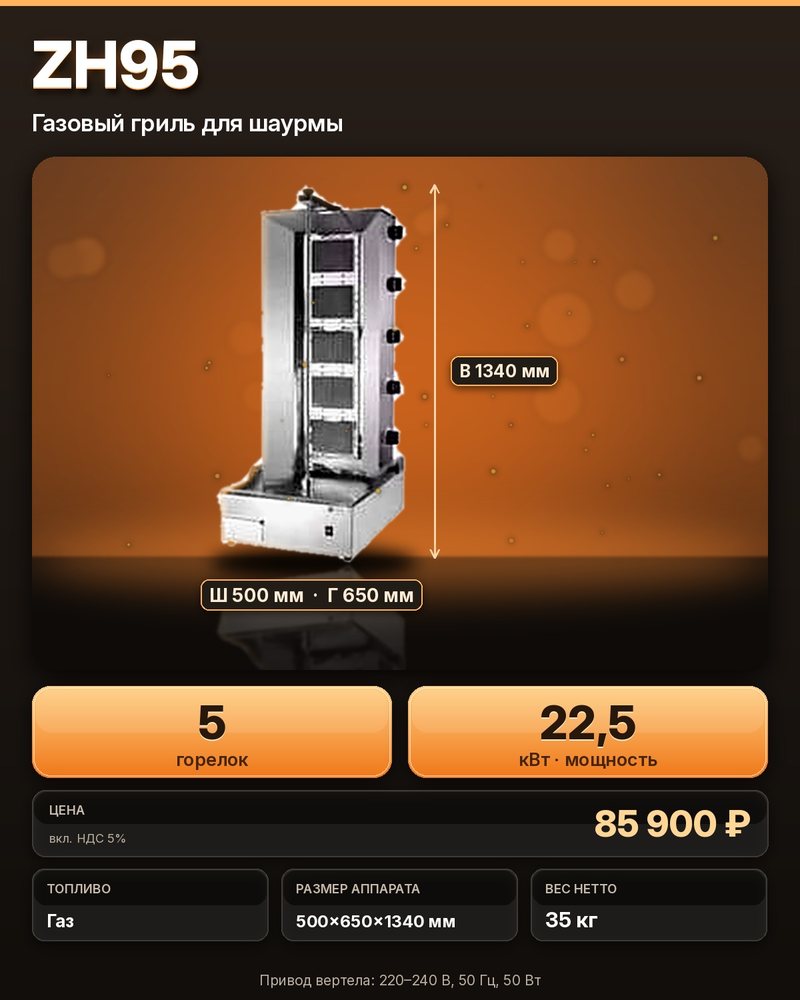 ZH95
Газовый гриль для шаурмы
В 1340 мм
Ш 500 мм · Г 650 мм
5
горелок
22,5
кВт · мощность
ЦЕНА
вкл. НДС 5%
85 900 ₽
ТОПЛИВО
Газ
РАЗМЕР АППАРАТА
500×650×1340 мм
ВЕС НЕТТО
35 кг
Привод вертела: 220–240 В, 50 Гц, 50 Вт